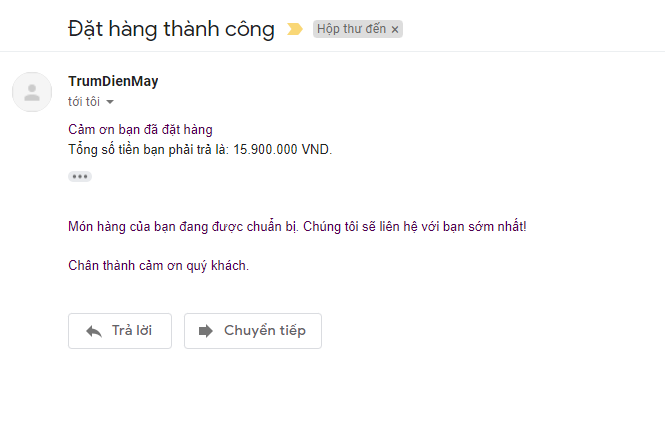 Đặt hàng thành công
Hộp thư đến ×
TrumDienMay
tới tôi
Cảm ơn bạn đã đặt hàng
Tổng số tiền bạn phải trả là: 15.900.000 VND.
Món hàng của bạn đang được chuẩn bị. Chúng tôi sẽ liên hệ với bạn sớm nhất!
Chân thành cảm ơn quý khách.
Trả lời
Chuyển tiếp